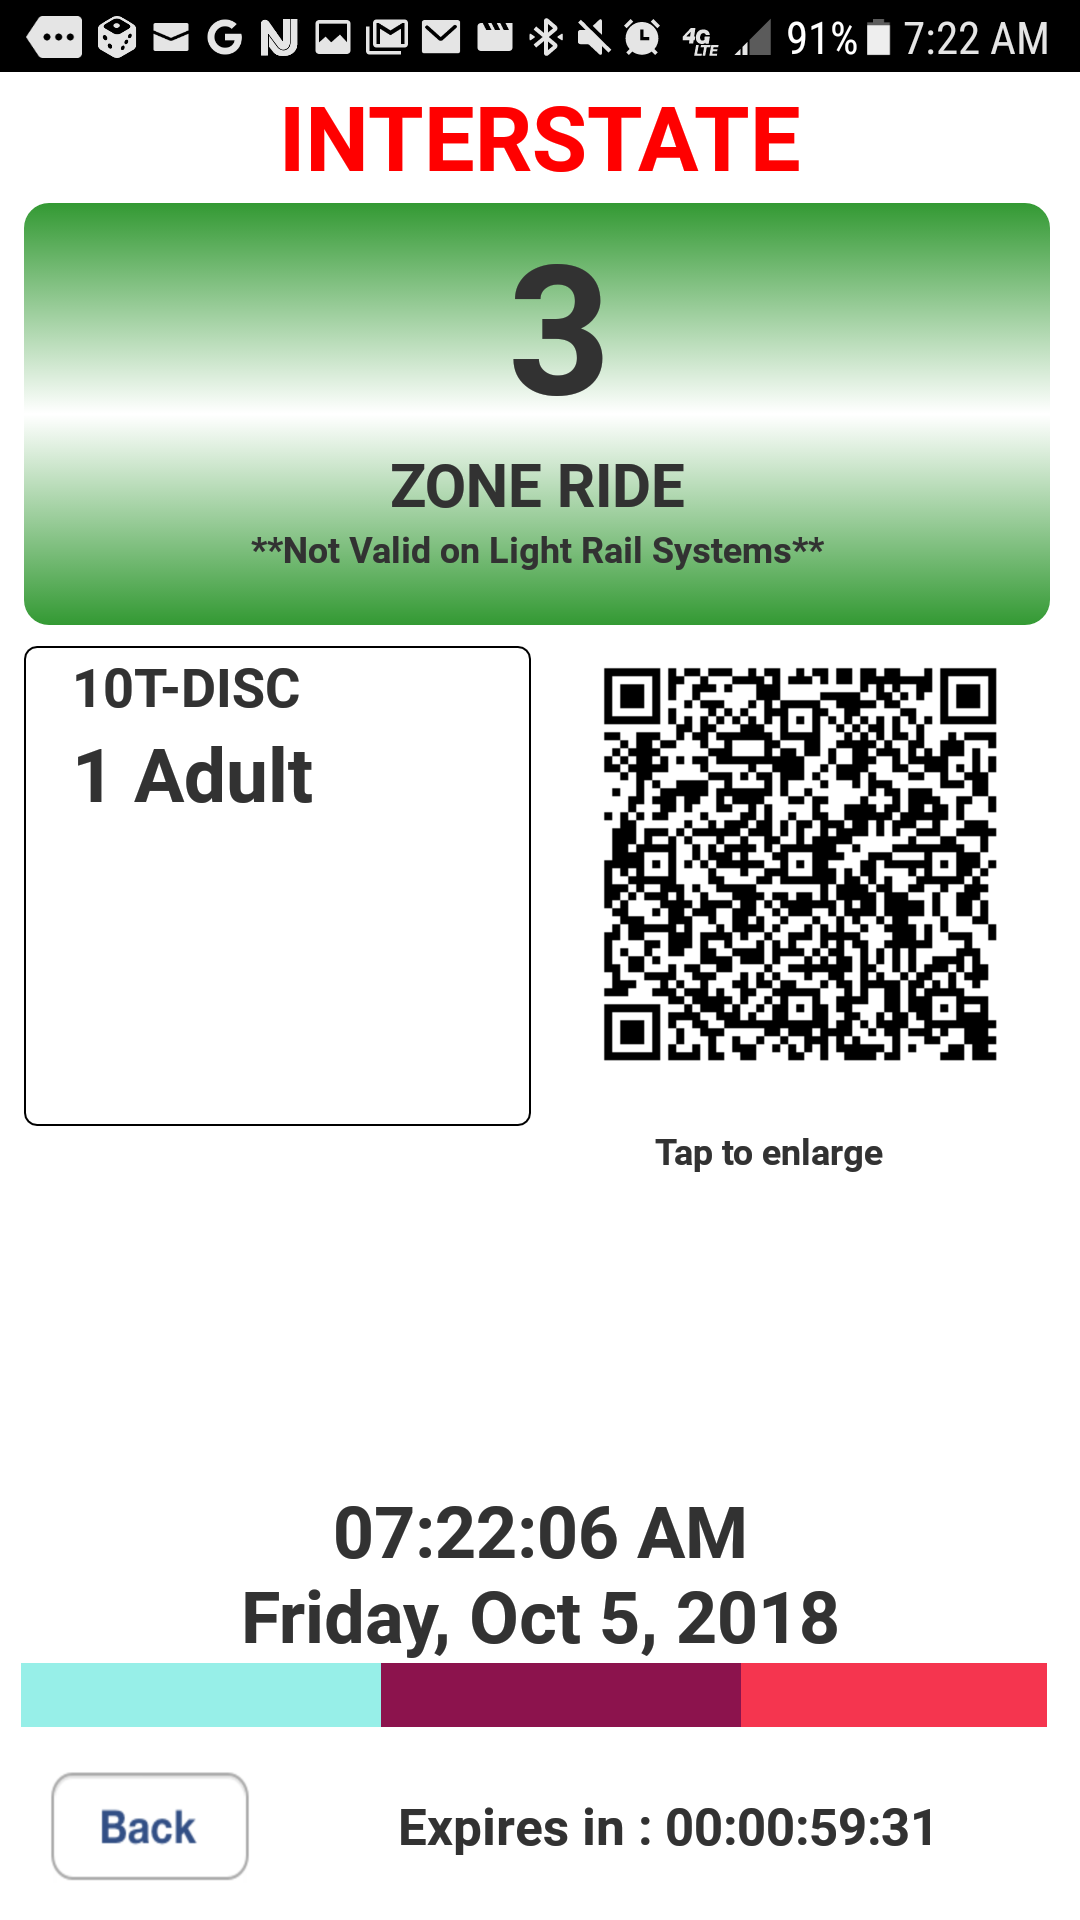 91% 7:22 AM
INTERSTATE
3
ZONE RIDE
**Not Valid on Light Rail Systems**
10T-DISC
1 Adult
Tap to enlarge
07:22:06 AM
Friday, Oct 5, 2018
Back
Expires in : 00:00:59:31